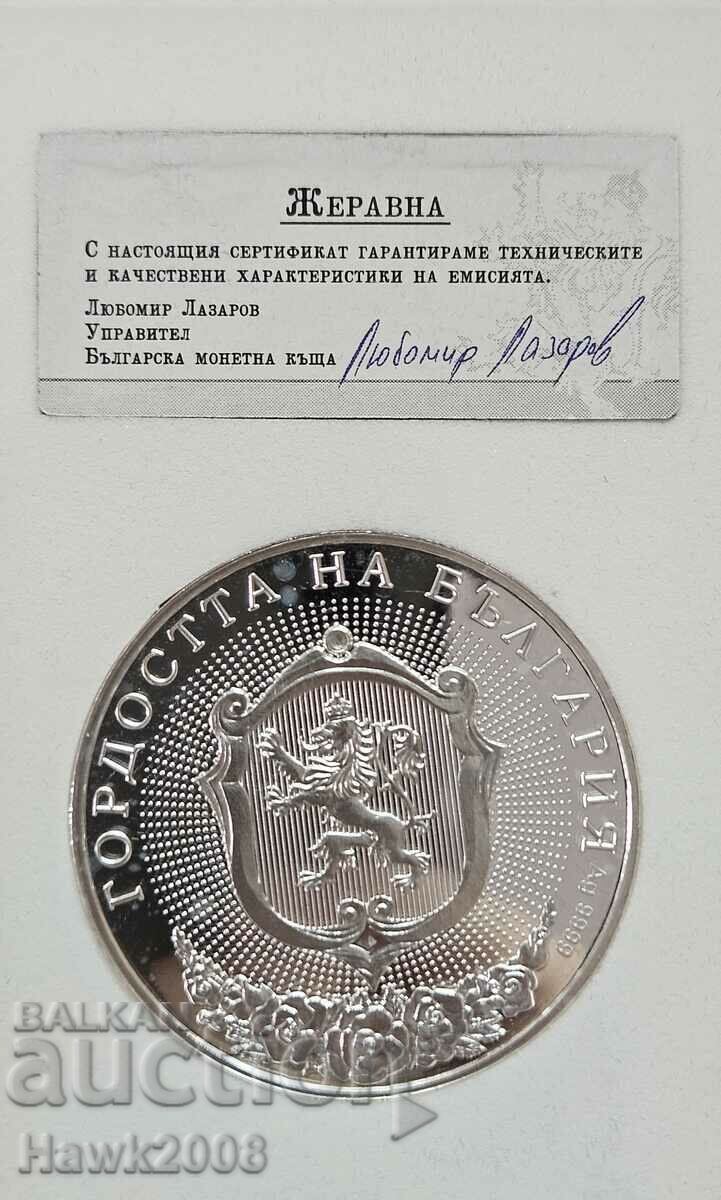 ЖЕРАВНА
С НАСТОЯЩИЯ СЕРТИФИКАТ ГАРАНТИРАМЕ ТЕХНИЧЕСКИТЕ
И КАЧЕСТВЕНИ ХАРАКТЕРИСТИКИ НА ЕМИСИЯТА.
ЛЮБОМИР ЛАЗАРОВ
УПРАВИТЕЛ
БЪЛГАРСКА МОНЕТНА КЪЩА Любомир Лазаров
ГОРДОСТТА НА БЪЛГАРИЯ
Ag 9999
BALKAN
auction
Hawk2008